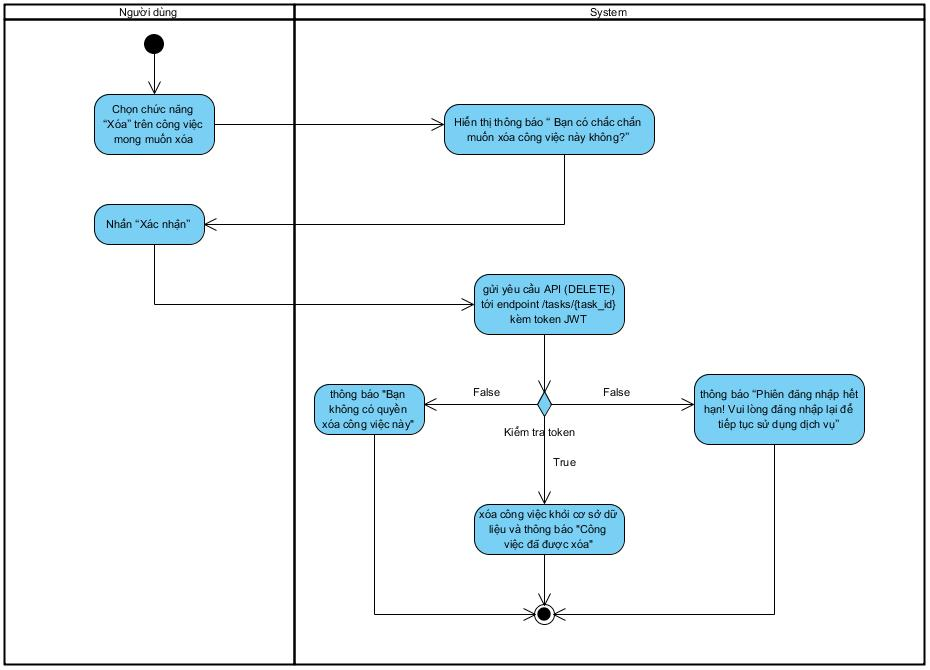 Người dùng
System
Chọn chức năng
“Xóa” trên công việc
mong muốn xóa
Hiển thị thông báo “ Bạn có chắc chắn
muốn xóa công việc này không?”
Nhấn “Xác nhận”
gửi yêu cầu API (DELETE)
tới endpoint /tasks/{task_id}
kèm token JWT
False
False
thông báo "Bạn
không có quyền
xóa công việc này"
thông báo “Phiên đăng nhập hết
hạn! Vui lòng đăng nhập lại để
tiếp tục sử dụng dịch vụ”
Kiểm tra token
True
xóa công việc khỏi cơ sở dữ
liệu và thông báo "Công
việc đã được xóa"